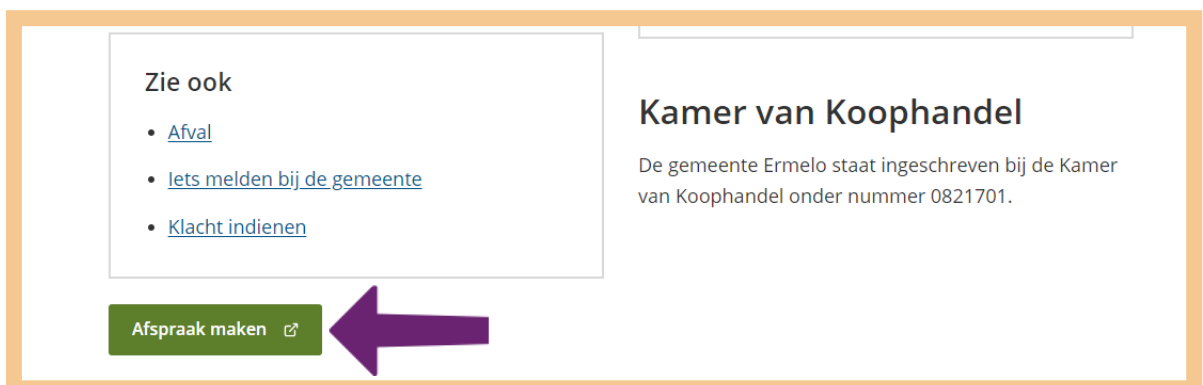 Zie ook
Afval
Iets melden bij de gemeente
Klacht indienen
Afspraak maken
Kamer van Koophandel
De gemeente Ermelo staat ingeschreven bij de Kamer
van Koophandel onder nummer 0821701.